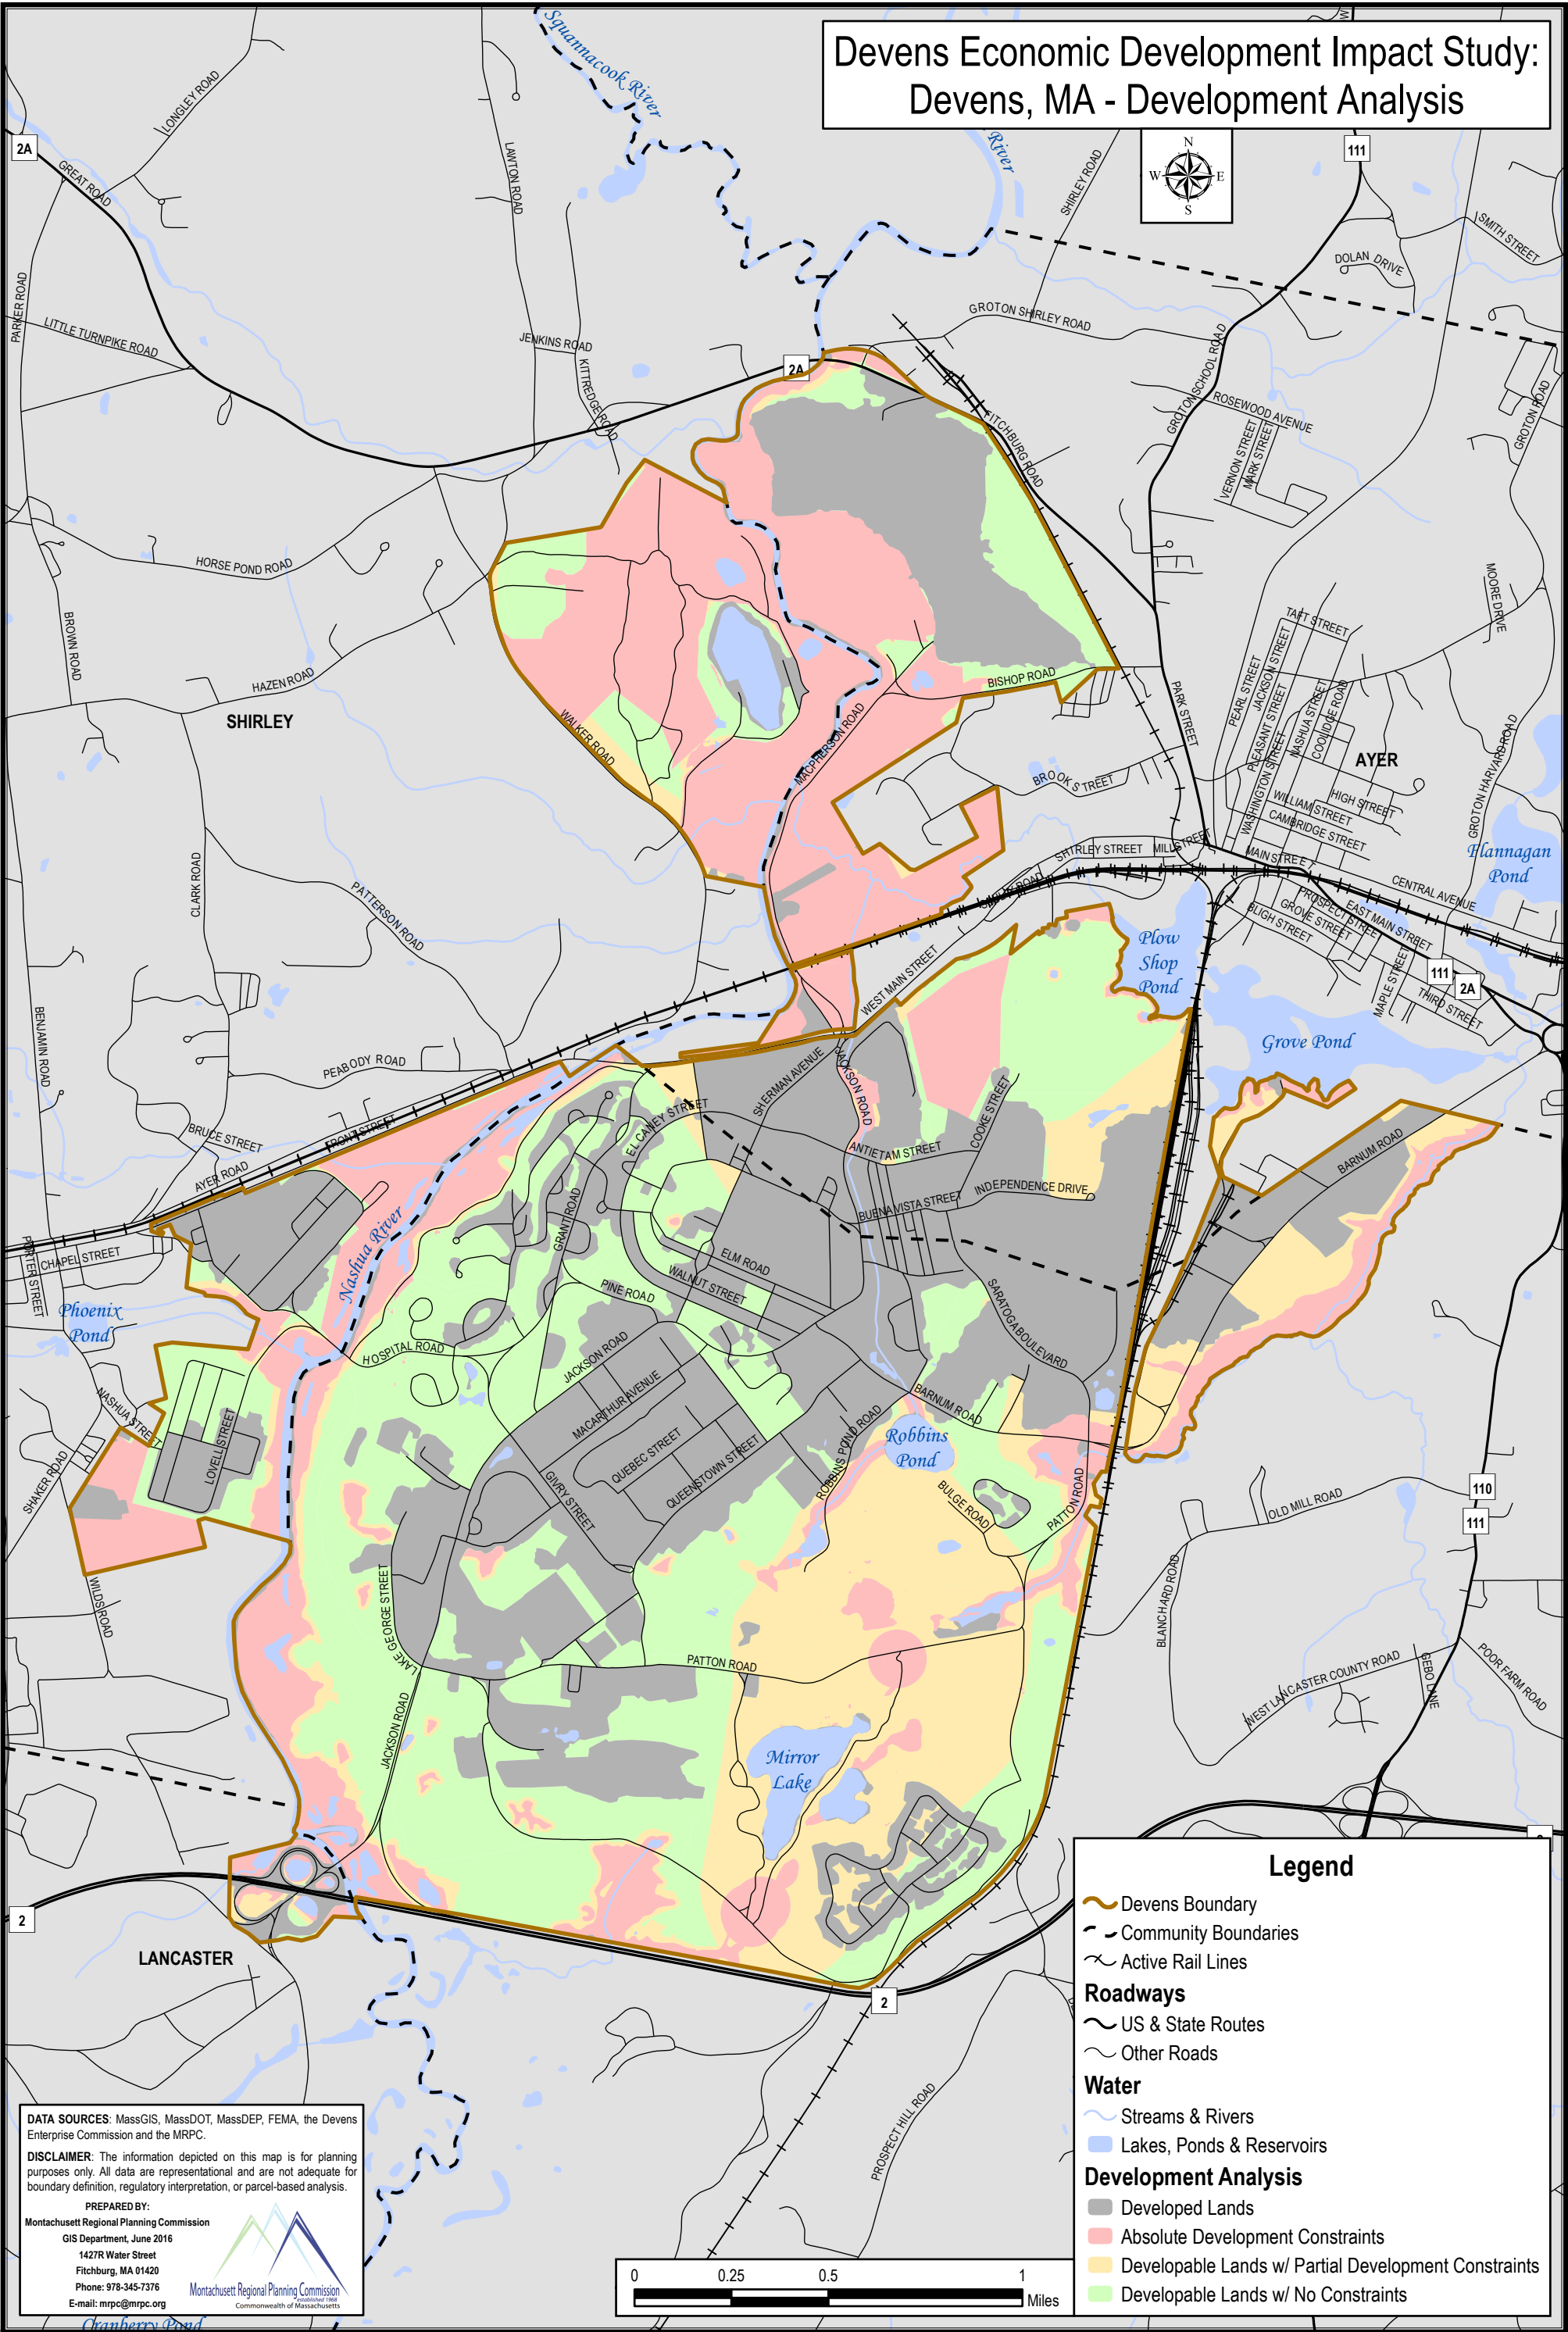 Devens Economic Development Impact Study:
Devens, MA - Development Analysis
N
W
E
S
Squannacook River
River
W
2A
111
LONGLEY ROAD
GREAT ROAD
LAWTON ROAD
SHIRLEY ROAD
SMITH STREET
DOLAN DRIVE
PARKER ROAD
LITTLE TURNPIKE ROAD
JENKINS ROAD
KITTREDGE ROAD
2A
GROTON SHIRLEY ROAD
GROTON SCHOOL ROAD
ROSEWOOD AVENUE
GROTON ROAD
VERNON STREET
MARK STREET
FITCHBURG ROAD
HORSE POND ROAD
MOORE DRIVE
BROWN ROAD
TAFT STREET
HAZEN ROAD
SHIRLEY
WALKER ROAD
BISHOP ROAD
MACPHERSON ROAD
PARK STREET
PEARL STREET
JACKSON STREET
PLEASANT STREET
NASHUA STREET
COOLIDGE ROAD
WASHINGTON STREET
AYER
GROTON HARVARD ROAD
BROOK STREET
WILLIAM STREET
HIGH STREET
CAMBRIDGE STREET
SHIRLEY STREET
MILL STREET
MAIN STREET
Flannagan
Pond
CLARK ROAD
PATTERSON ROAD
CENTRAL AVENUE
PROSPECT STREET
EAST MAIN STREET
GROVE STREET
BLIGH STREET
WEST MAIN STREET
Plow
Shop
Pond
111
2A
MAPLE STREET
THIRD STREET
Grove Pond
BENJAMIN ROAD
PEABODY ROAD
BRUCE STREET
FRONT STREET
AYER ROAD
SHERMAN AVENUE
JACKSON ROAD
EL CANEY STREET
ANTIETAM STREET
COOKE STREET
BARNUM ROAD
INDEPENDENCE DRIVE
BUENA VISTA STREET
GRANT ROAD
Nashua River
ELM ROAD
WALNUT STREET
PINE ROAD
PORTER STREET
CHAPEL STREET
Phoenix
Pond
SARATOGA BOULEVARD
HOSPITAL ROAD
JACKSON ROAD
MACARTHUR AVENUE
NASHUA STREET
LOVELL STREET
SHAKER ROAD
QUEBEC STREET
QUEENSTOWN STREET
GIVRY STREET
ROBBINS POND ROAD
BARNUM ROAD
Robbins
Pond
BULGE ROAD
PATTON ROAD
OLD MILL ROAD
110
111
WILDS ROAD
LAKE GEORGE STREET
BLANCHARD ROAD
PATTON ROAD
WEST LANCASTER COUNTY ROAD
GEBO LANE
POOR FARM ROAD
JACKSON ROAD
Mirror
Lake
2
LANCASTER
2
PROSPECT HILL ROAD
Legend
Devens Boundary
Community Boundaries
Active Rail Lines
Roadways
US & State Routes
Other Roads
Water
Streams & Rivers
Lakes, Ponds & Reservoirs
Development Analysis
Developed Lands
Absolute Development Constraints
Developable Lands w/ Partial Development Constraints
Developable Lands w/ No Constraints
0 0.25 0.5 1
Miles
DATA SOURCES: MassGIS, MassDOT, MassDEP, FEMA, the Devens
Enterprise Commission and the MRPC.
DISCLAIMER: The information depicted on this map is for planning
purposes only. All data are representational and are not adequate for
boundary definition, regulatory interpretation, or parcel-based analysis.
PREPARED BY:
Montachusett Regional Planning Commission
GIS Department, June 2016
1427R Water Street
Fitchburg, MA 01420
Phone: 978-345-7376
E-mail: mrpc@mrpc.org
Montachusett Regional Planning Commission
established 1968
Commonwealth of Massachusetts
Cranberry Pond